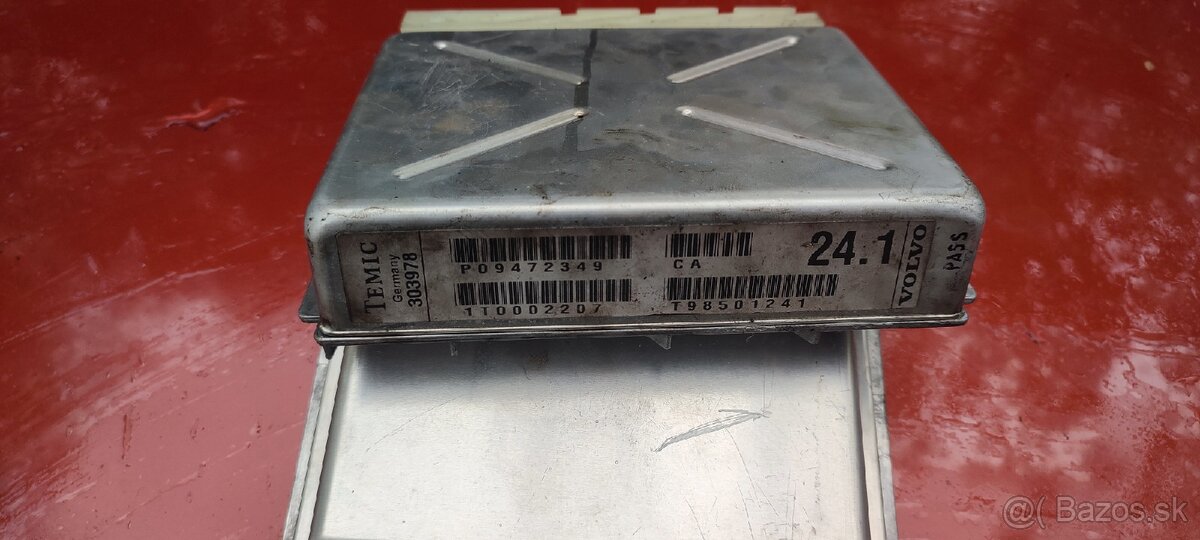 TEMIC
Germany
303978
P09472349
CA
1T0002207
T98501241
24.1
VOLVO
PASS
@( Bazos.sk